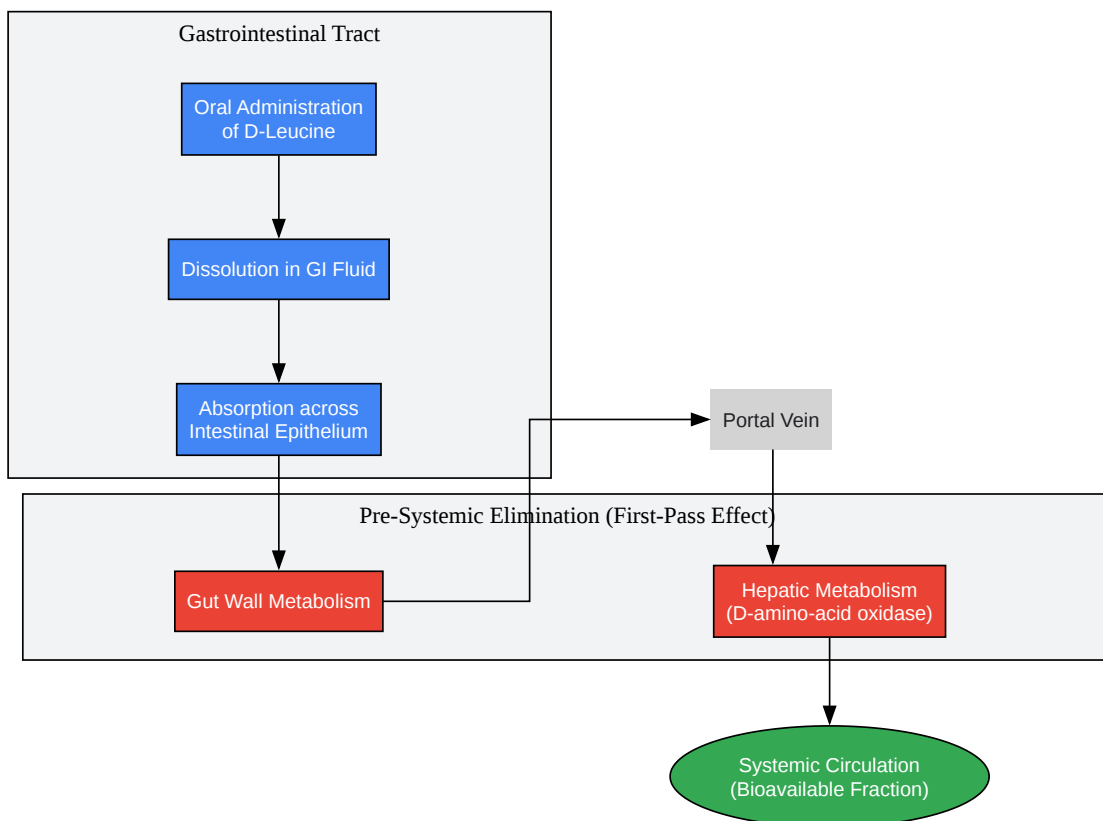 Gastrointestinal Tract
Oral Administration
of D-Leucine
Dissolution in GI Fluid
Absorption across
Intestinal Epithelium
Portal Vein
Pre-Systemic Elimination (First-Pass Effect)
Gut Wall Metabolism
Hepatic Metabolism
(D-amino-acid oxidase)
Systemic Circulation
(Bioavailable Fraction)